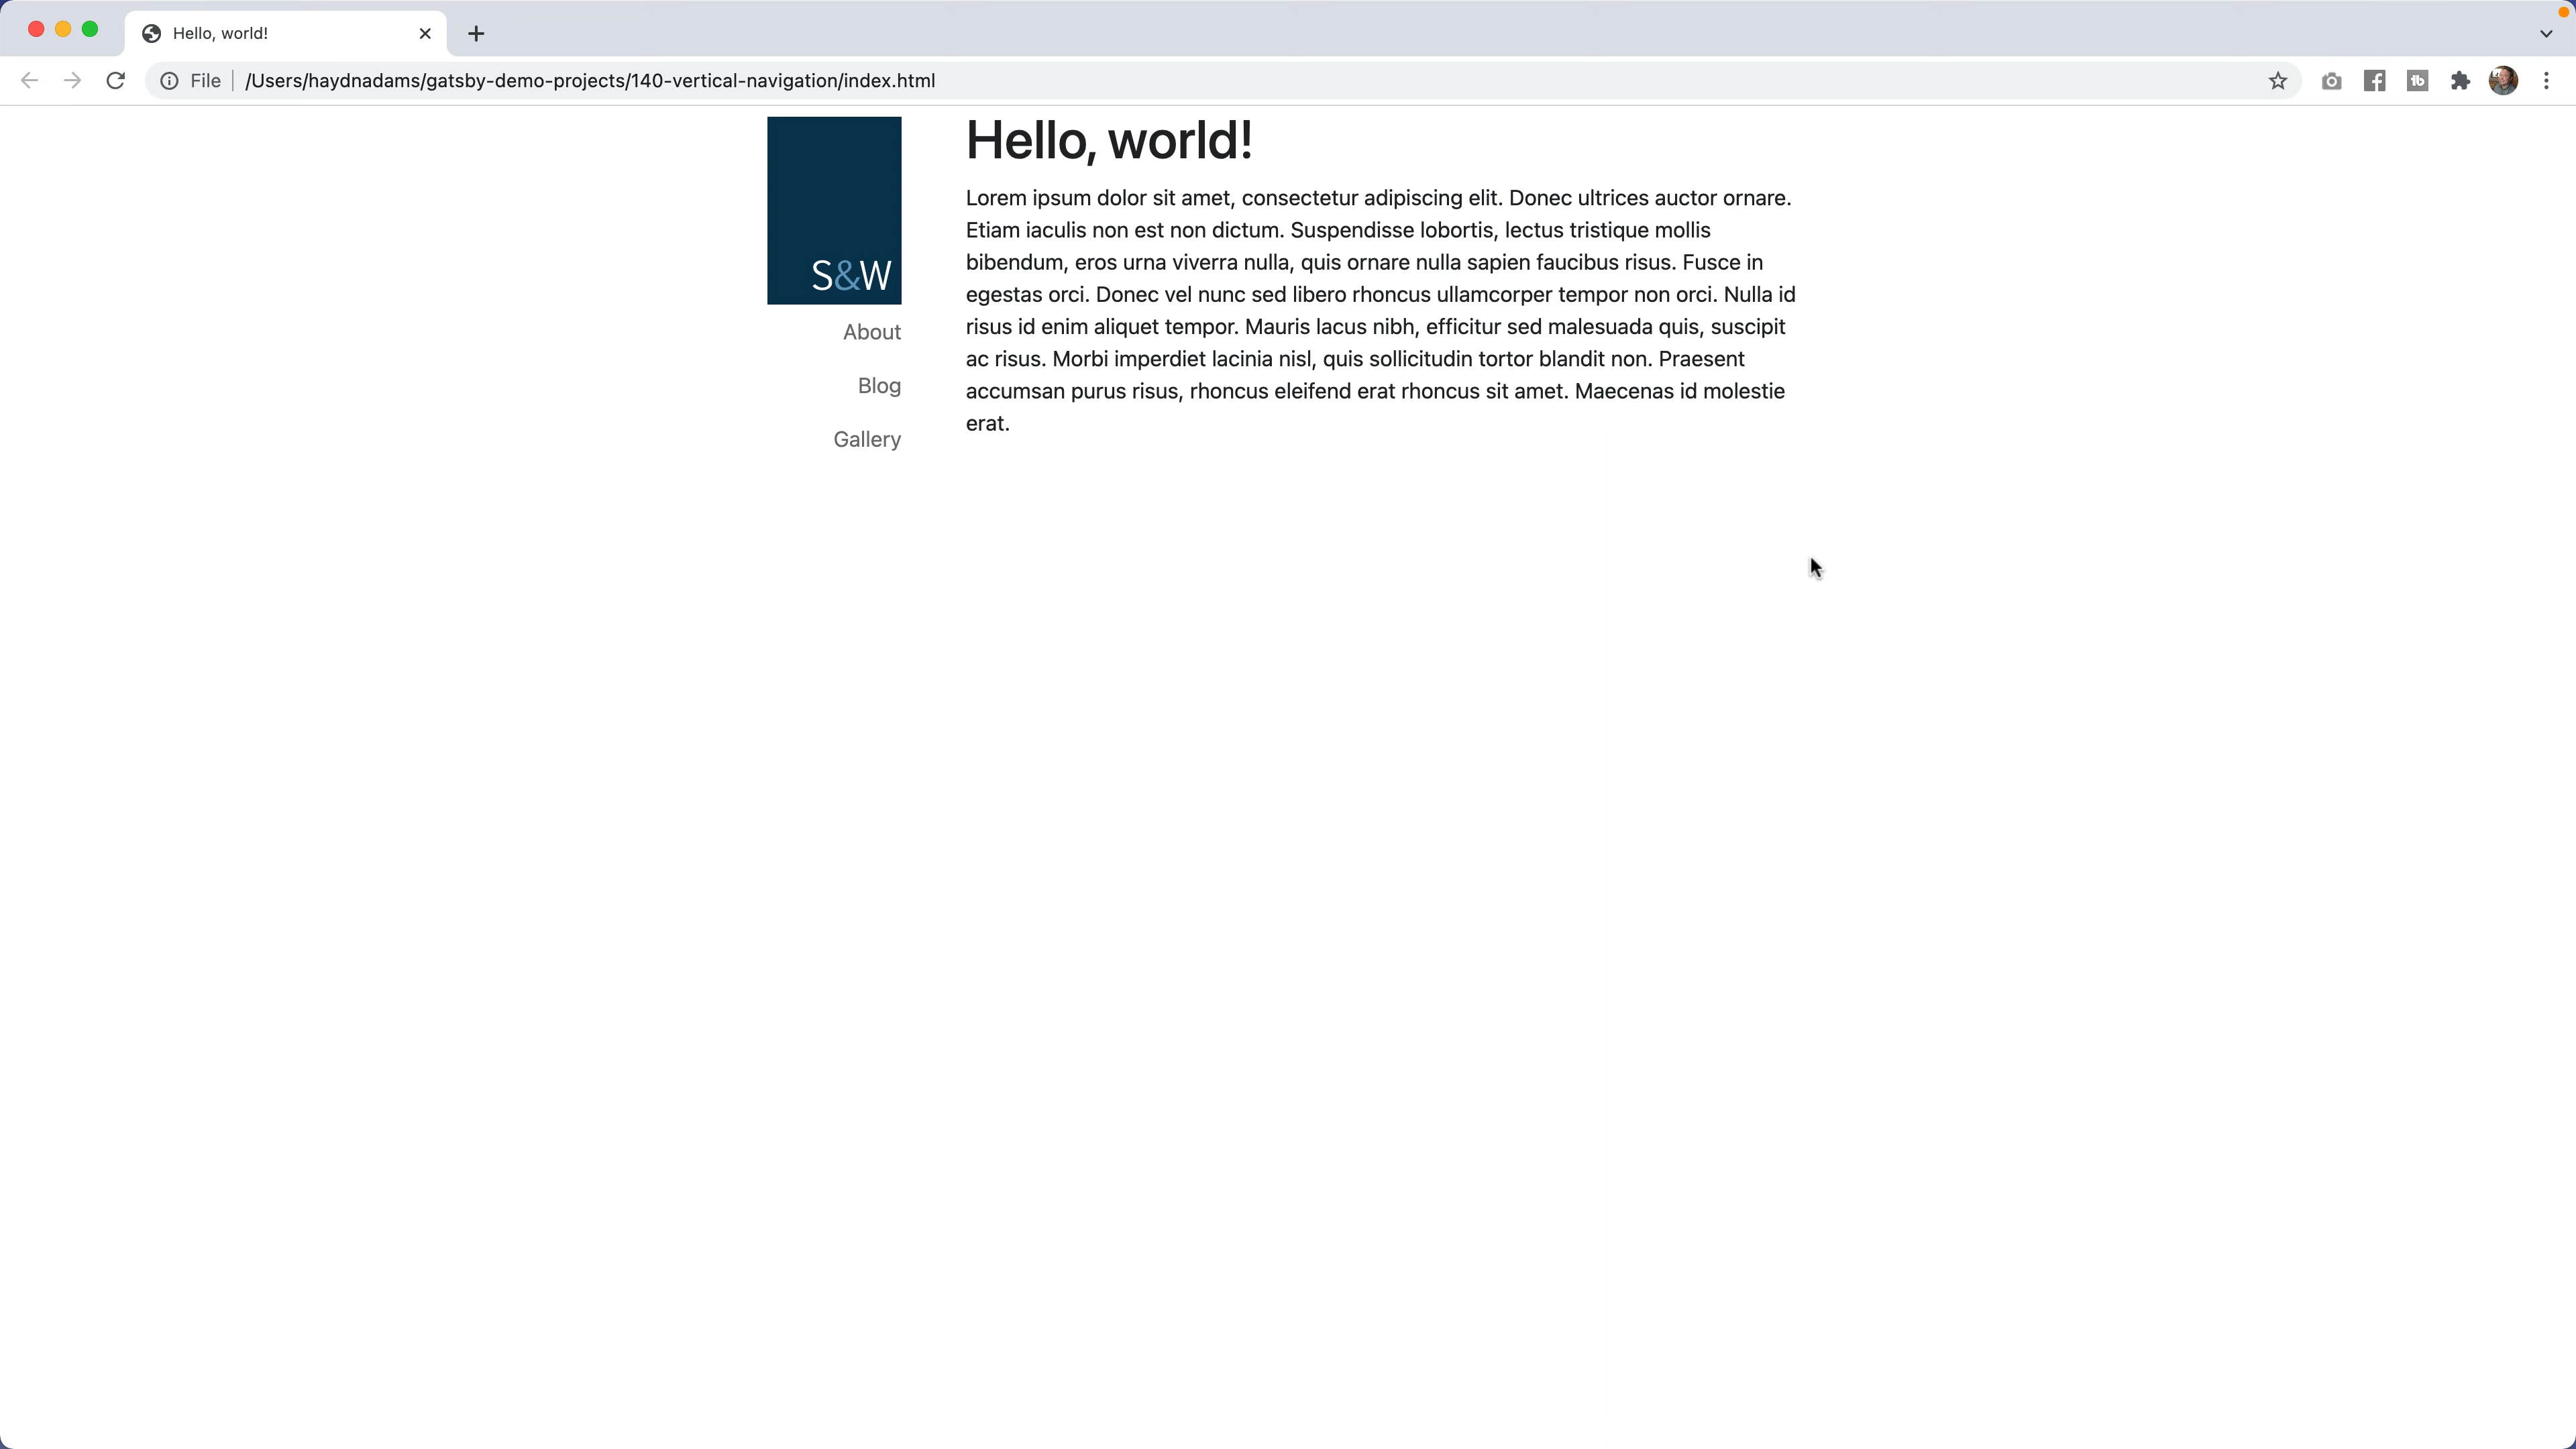 Hello, world!
File
/Users/haydnadams/gatsby-demo-projects/140-vertical-navigation/index.html
S&W
About
Blog
Gallery
Hello, world!
Lorem ipsum dolor sit amet, consectetur adipiscing elit. Donec ultrices auctor ornare.
Etiam iaculis non est non dictum. Suspendisse lobortis, lectus tristique mollis
bibendum, eros urna viverra nulla, quis ornare nulla sapien faucibus risus. Fusce in
egestas orci. Donec vel nunc sed libero rhoncus ullamcorper tempor non orci. Nulla id
risus id enim aliquet tempor. Mauris lacus nibh, efficitur sed malesuada quis, suscipit
ac risus. Morbi imperdiet lacinia nisl, quis sollicitudin tortor blandit non. Praesent
accumsan purus risus, rhoncus eleifend erat rhoncus sit amet. Maecenas id molestie
erat.